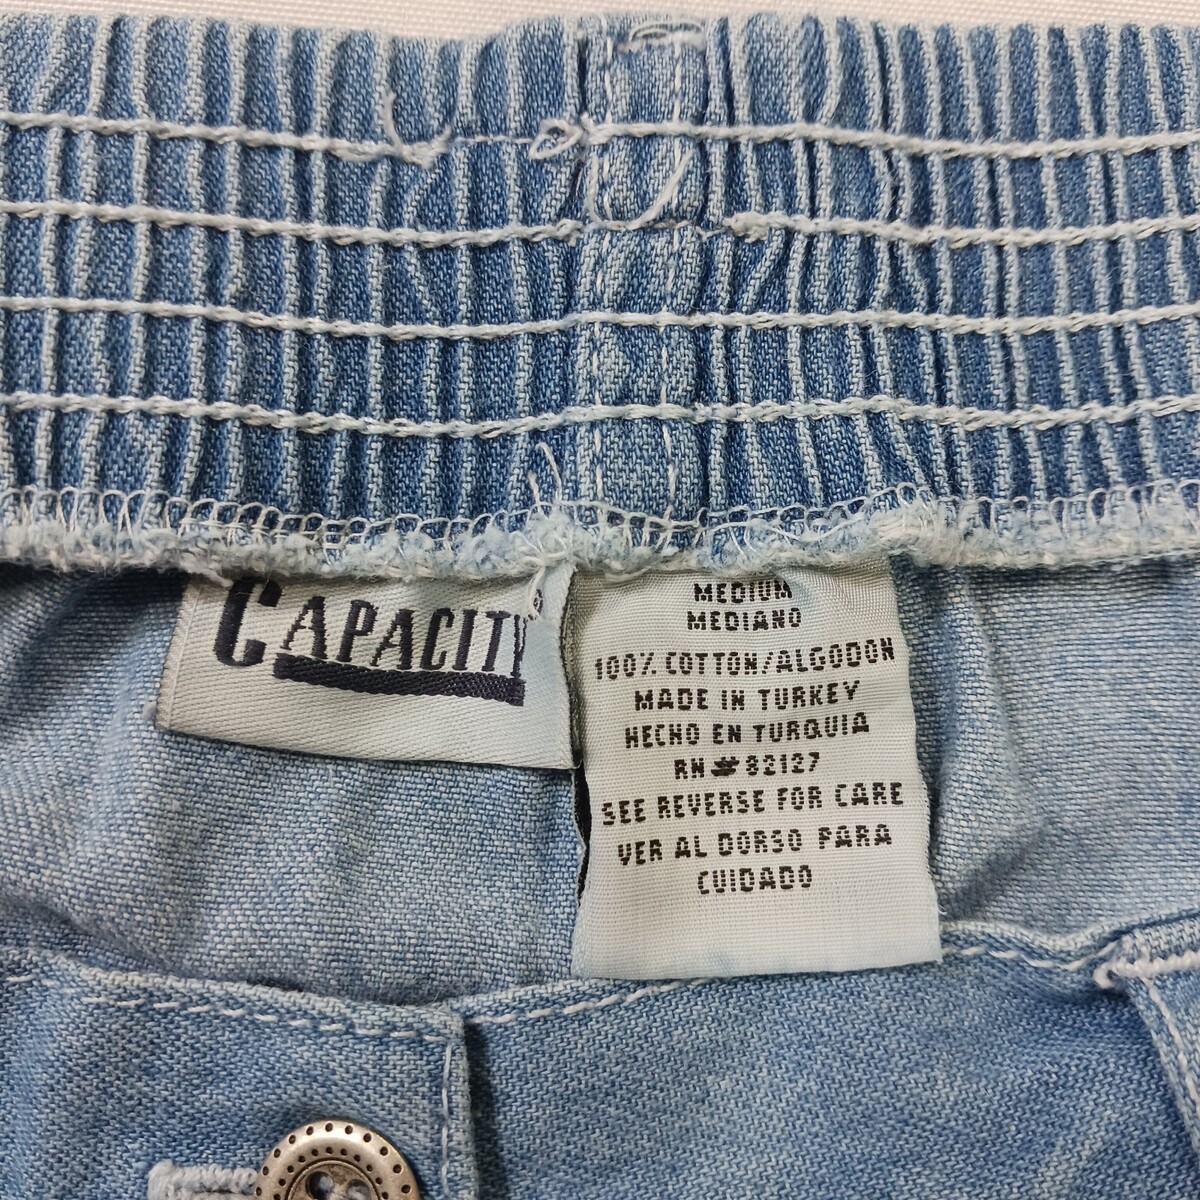 CAPACITY
MEDIUM
MEDIANO
100% COTTON/ALGODON
MADE IN TURKEY
HECHO EN TURQUIA
RN#82127
SEE REVERSE FOR CARE
VER AL DORSO PARA
CUIDADO